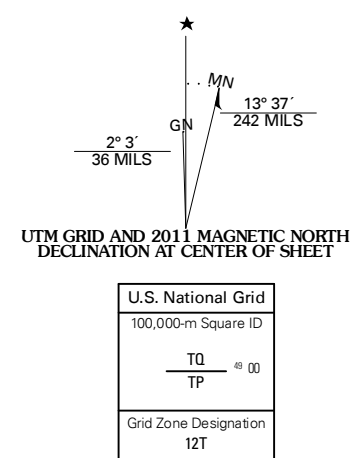 ★
MN
GN
13° 37´
242 MILS
2° 3´
36 MILS
UTM GRID AND 2011 MAGNETIC NORTH
DECLINATION AT CENTER OF SHEET
U.S. National Grid
100,000-m Square ID
TQ
TP
49 00
Grid Zone Designation
12T